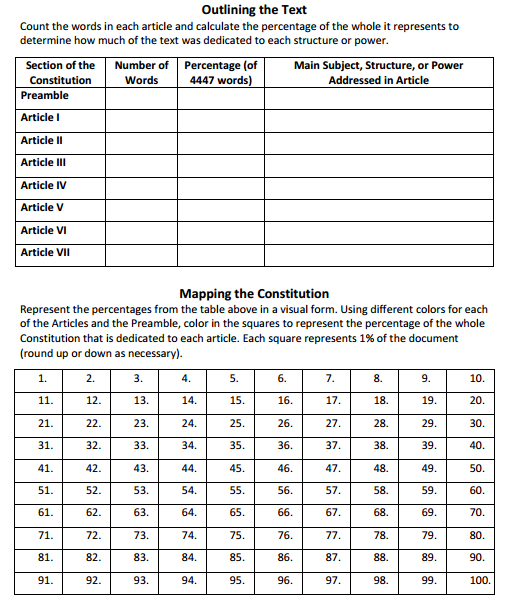 Outlining the Text
Count the words in each article and calculate the percentage of the whole it represents to
determine how much of the text was dedicated to each structure or power.
Section of the Constitution Number of Words Percentage (of 4447 words) Main Subject, Structure, or Power Addressed in Article
Preamble
Article I
Article II
Article III
Article IV
Article V
Article VI
Article VII
Mapping the Constitution
Represent the percentages from the table above in a visual form. Using different colors for each
of the Articles and the Preamble, color in the squares to represent the percentage of the whole
Constitution that is dedicated to each article. Each square represents 1% of the document
(round up or down as necessary).
1. 2. 3. 4. 5. 6. 7. 8. 9. 10.
11. 12. 13. 14. 15. 16. 17. 18. 19. 20.
21. 22. 23. 24. 25. 26. 27. 28. 29. 30.
31. 32. 33. 34. 35. 36. 37. 38. 39. 40.
41. 42. 43. 44. 45. 46. 47. 48. 49. 50.
51. 52. 53. 54. 55. 56. 57. 58. 59. 60.
61. 62. 63. 64. 65. 66. 67. 68. 69. 70.
71. 72. 73. 74. 75. 76. 77. 78. 79. 80.
81. 82. 83. 84. 85. 86. 87. 88. 89. 90.
91. 92. 93. 94. 95. 96. 97. 98. 99. 100.